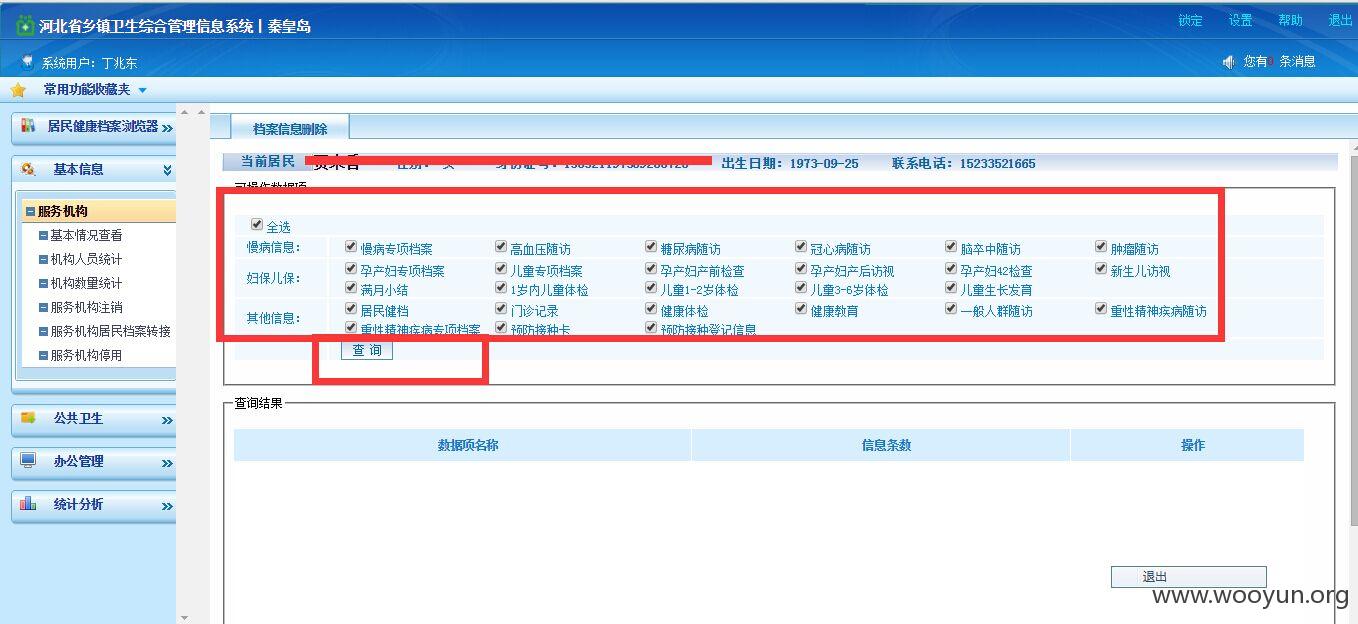 河北省乡镇卫生综合管理信息系统 | 秦皇岛
锁定 设置 帮助 退出
系统用户：丁兆东
您有 条消息
常用功能收藏夹
居民健康档案浏览器
基本信息
服务机构
基本情况查看
机构人员统计
机构数量统计
服务机构注销
服务机构居民档案转接
服务机构停用
公共卫生
办公管理
统计分析
档案信息删除
当前居民 出生日期：1973-09-25 联系电话：15233521665
可操作数据项
全选
慢病信息： 慢病专项档案 高血压随访 糖尿病随访 冠心病随访 脑卒中随访 肿瘤随访
妇保儿保： 孕产妇专项档案 儿童专项档案 孕产妇产前检查 孕产妇产后访视 孕产妇42检查 新生儿访视
满月小结 1岁内儿童体检 儿童1-2岁体检 儿童3-6岁体检 儿童生长发育
其他信息： 居民健档 门诊记录 健康体检 健康教育 一般人群随访 重性精神疾病随访
重性精神疾病专项档案 预防接种卡 预防接种登记信息
查 询
查询结果
数据项名称 信息条数 操作
退出
www.wooyun.org